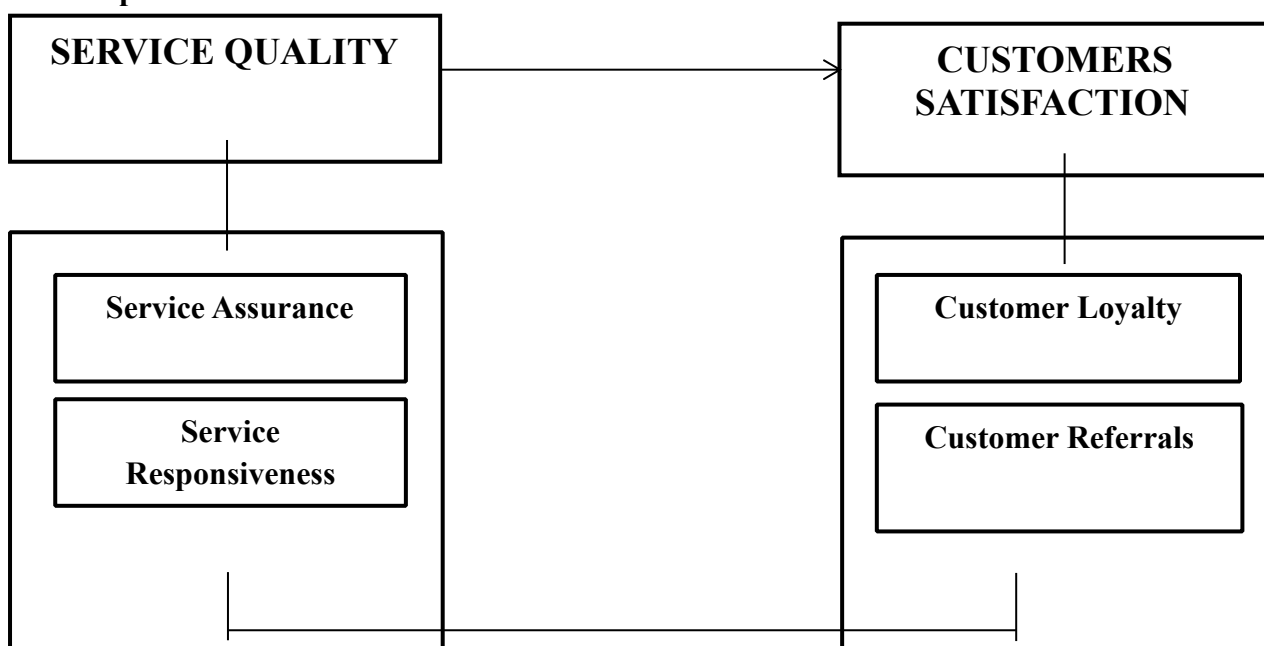 SERVICE QUALITY
CUSTOMERS
SATISFACTION
Service Assurance
Customer Loyalty
Service
Responsiveness
Customer Referrals